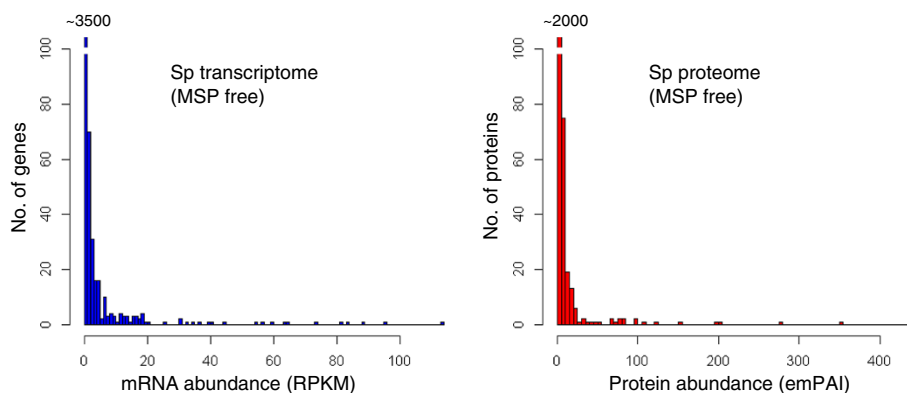 ~3500
Sp transcriptome
(MSP free)
No. of genes
0 20 40 60 80 100
0 20 40 60 80 100
mRNA abundance (RPKM)
~2000
Sp proteome
(MSP free)
No. of proteins
0 20 40 60 80 100
0 100 200 300 400
Protein abundance (emPAI)